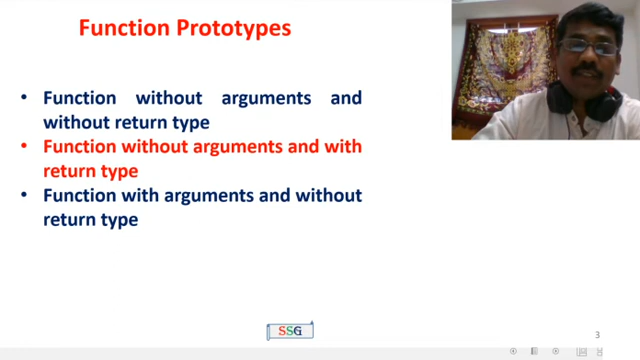 Function Prototypes
• Function without arguments and
without return type
• Function without arguments and with
return type
• Function with arguments and without
return type
SSG
3